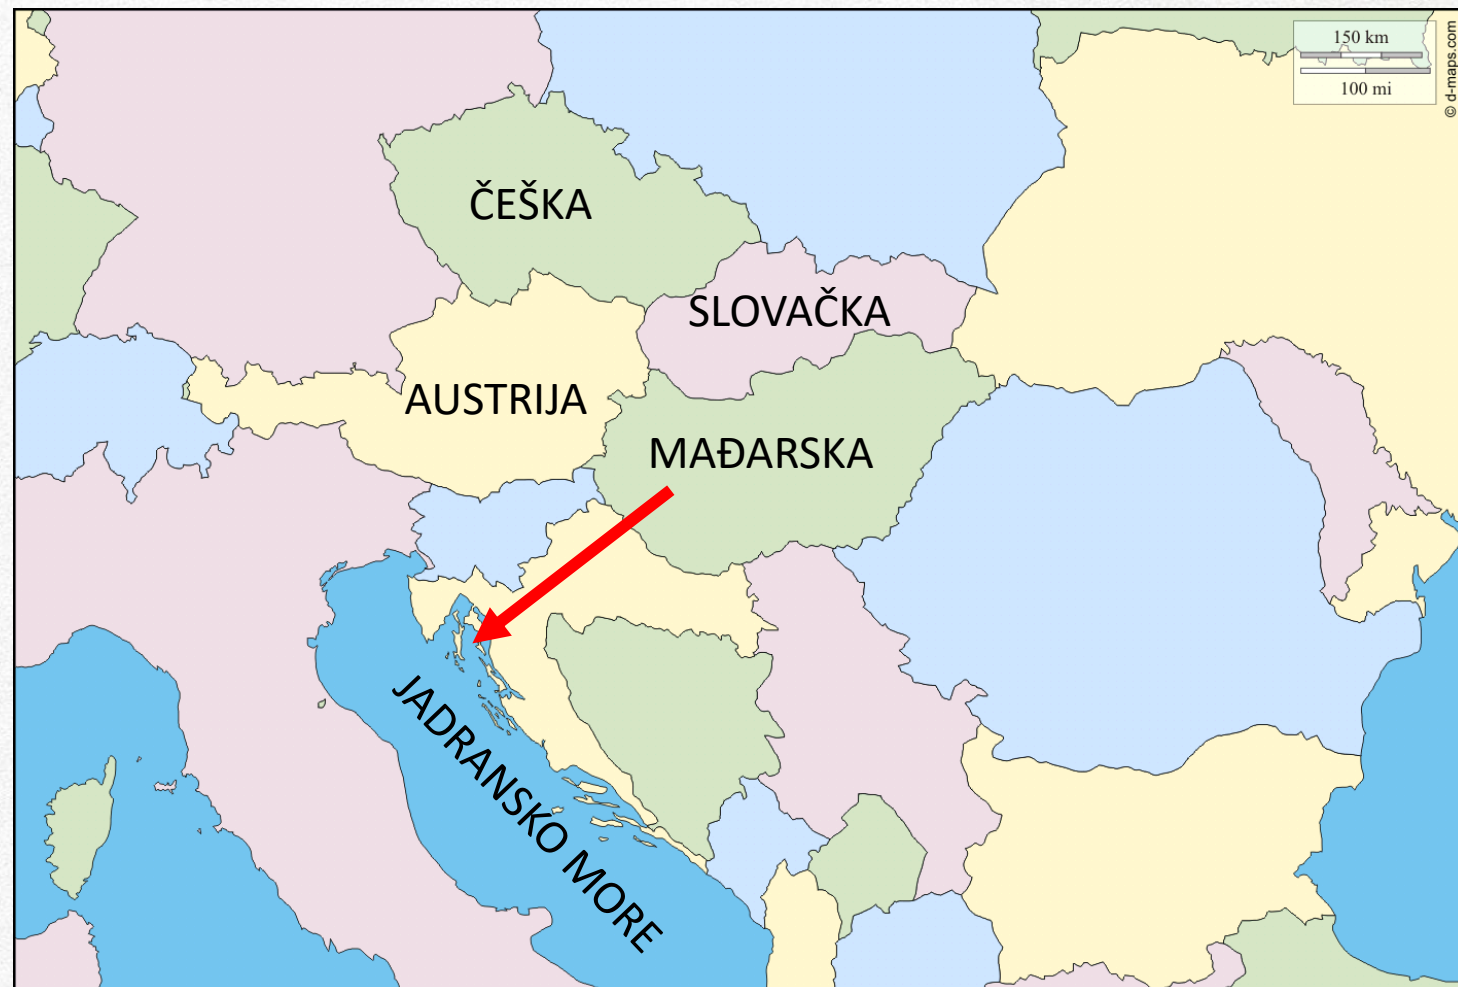 150 km
100 mi
© d-maps.com
ČEŠKA
SLOVAČKA
AUSTRIJA
MAĐARSKA
JADRANSKO MORE